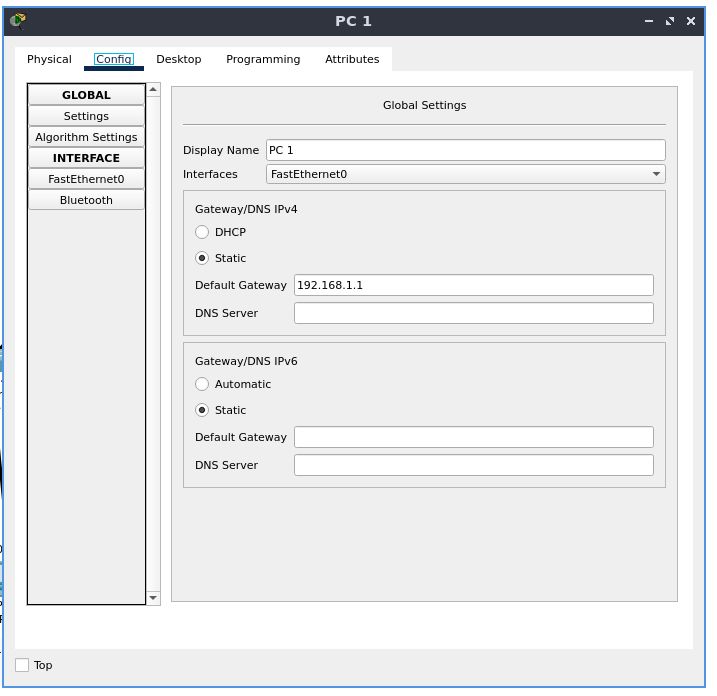 PC 1
Physical Config Desktop Programming Attributes
GLOBAL
Settings
Algorithm Settings
INTERFACE
FastEthernet0
Bluetooth
Global Settings
Display Name PC 1
Interfaces FastEthernet0
Gateway/DNS IPv4
DHCP
Static
Default Gateway 192.168.1.1
DNS Server
Gateway/DNS IPv6
Automatic
Static
Default Gateway
DNS Server
Top